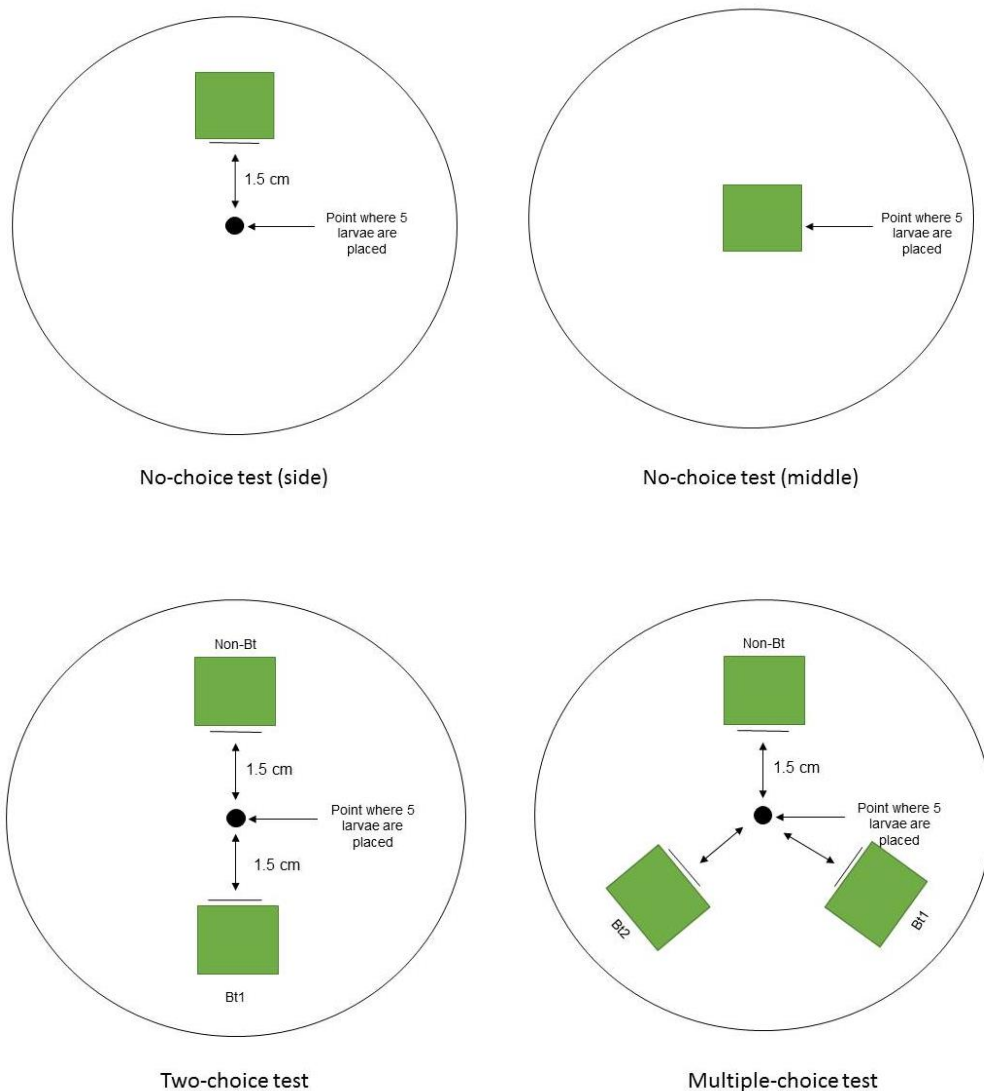 1.5 cm
Point where 5
larvae are
placed
No-choice test (side)
Point where 5
larvae are
placed
No-choice test (middle)
Non-Bt
1.5 cm
Point where 5
larvae are
placed
1.5 cm
Bt1
Two-choice test
Non-Bt
1.5 cm
Point where 5
larvae are
placed
Bt2
Bt1
Multiple-choice test